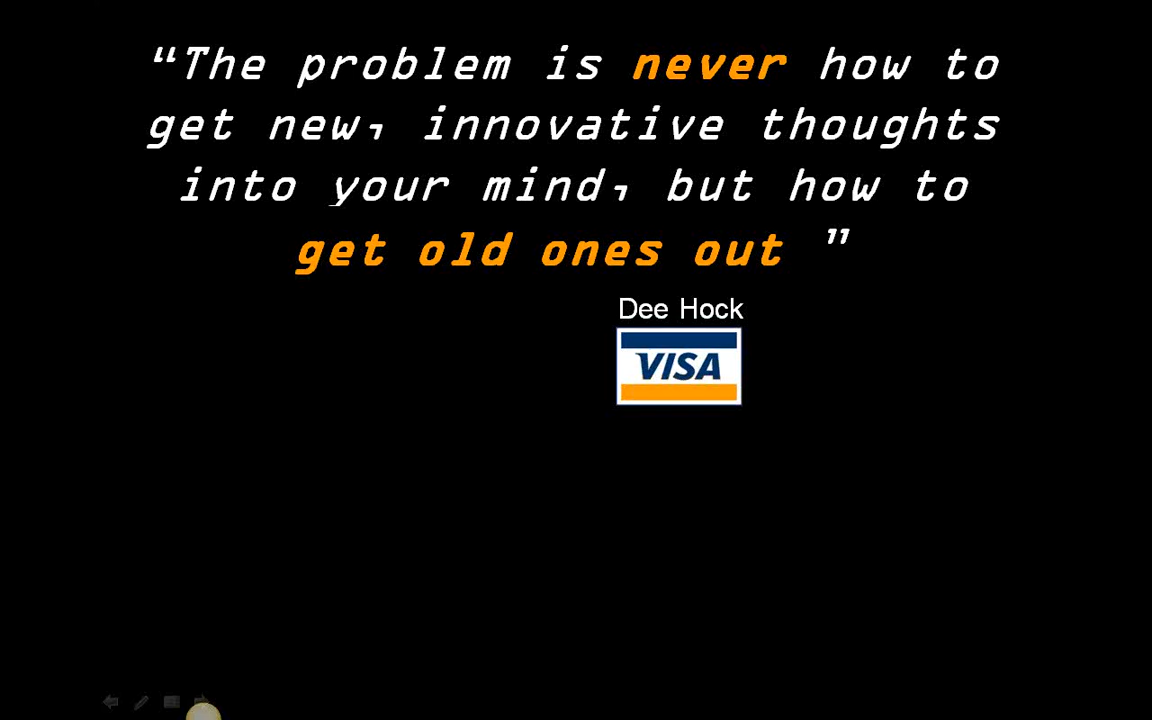 “The problem is never how to
get new, innovative thoughts
into your mind, but how to
get old ones out ”
Dee Hock
VISA